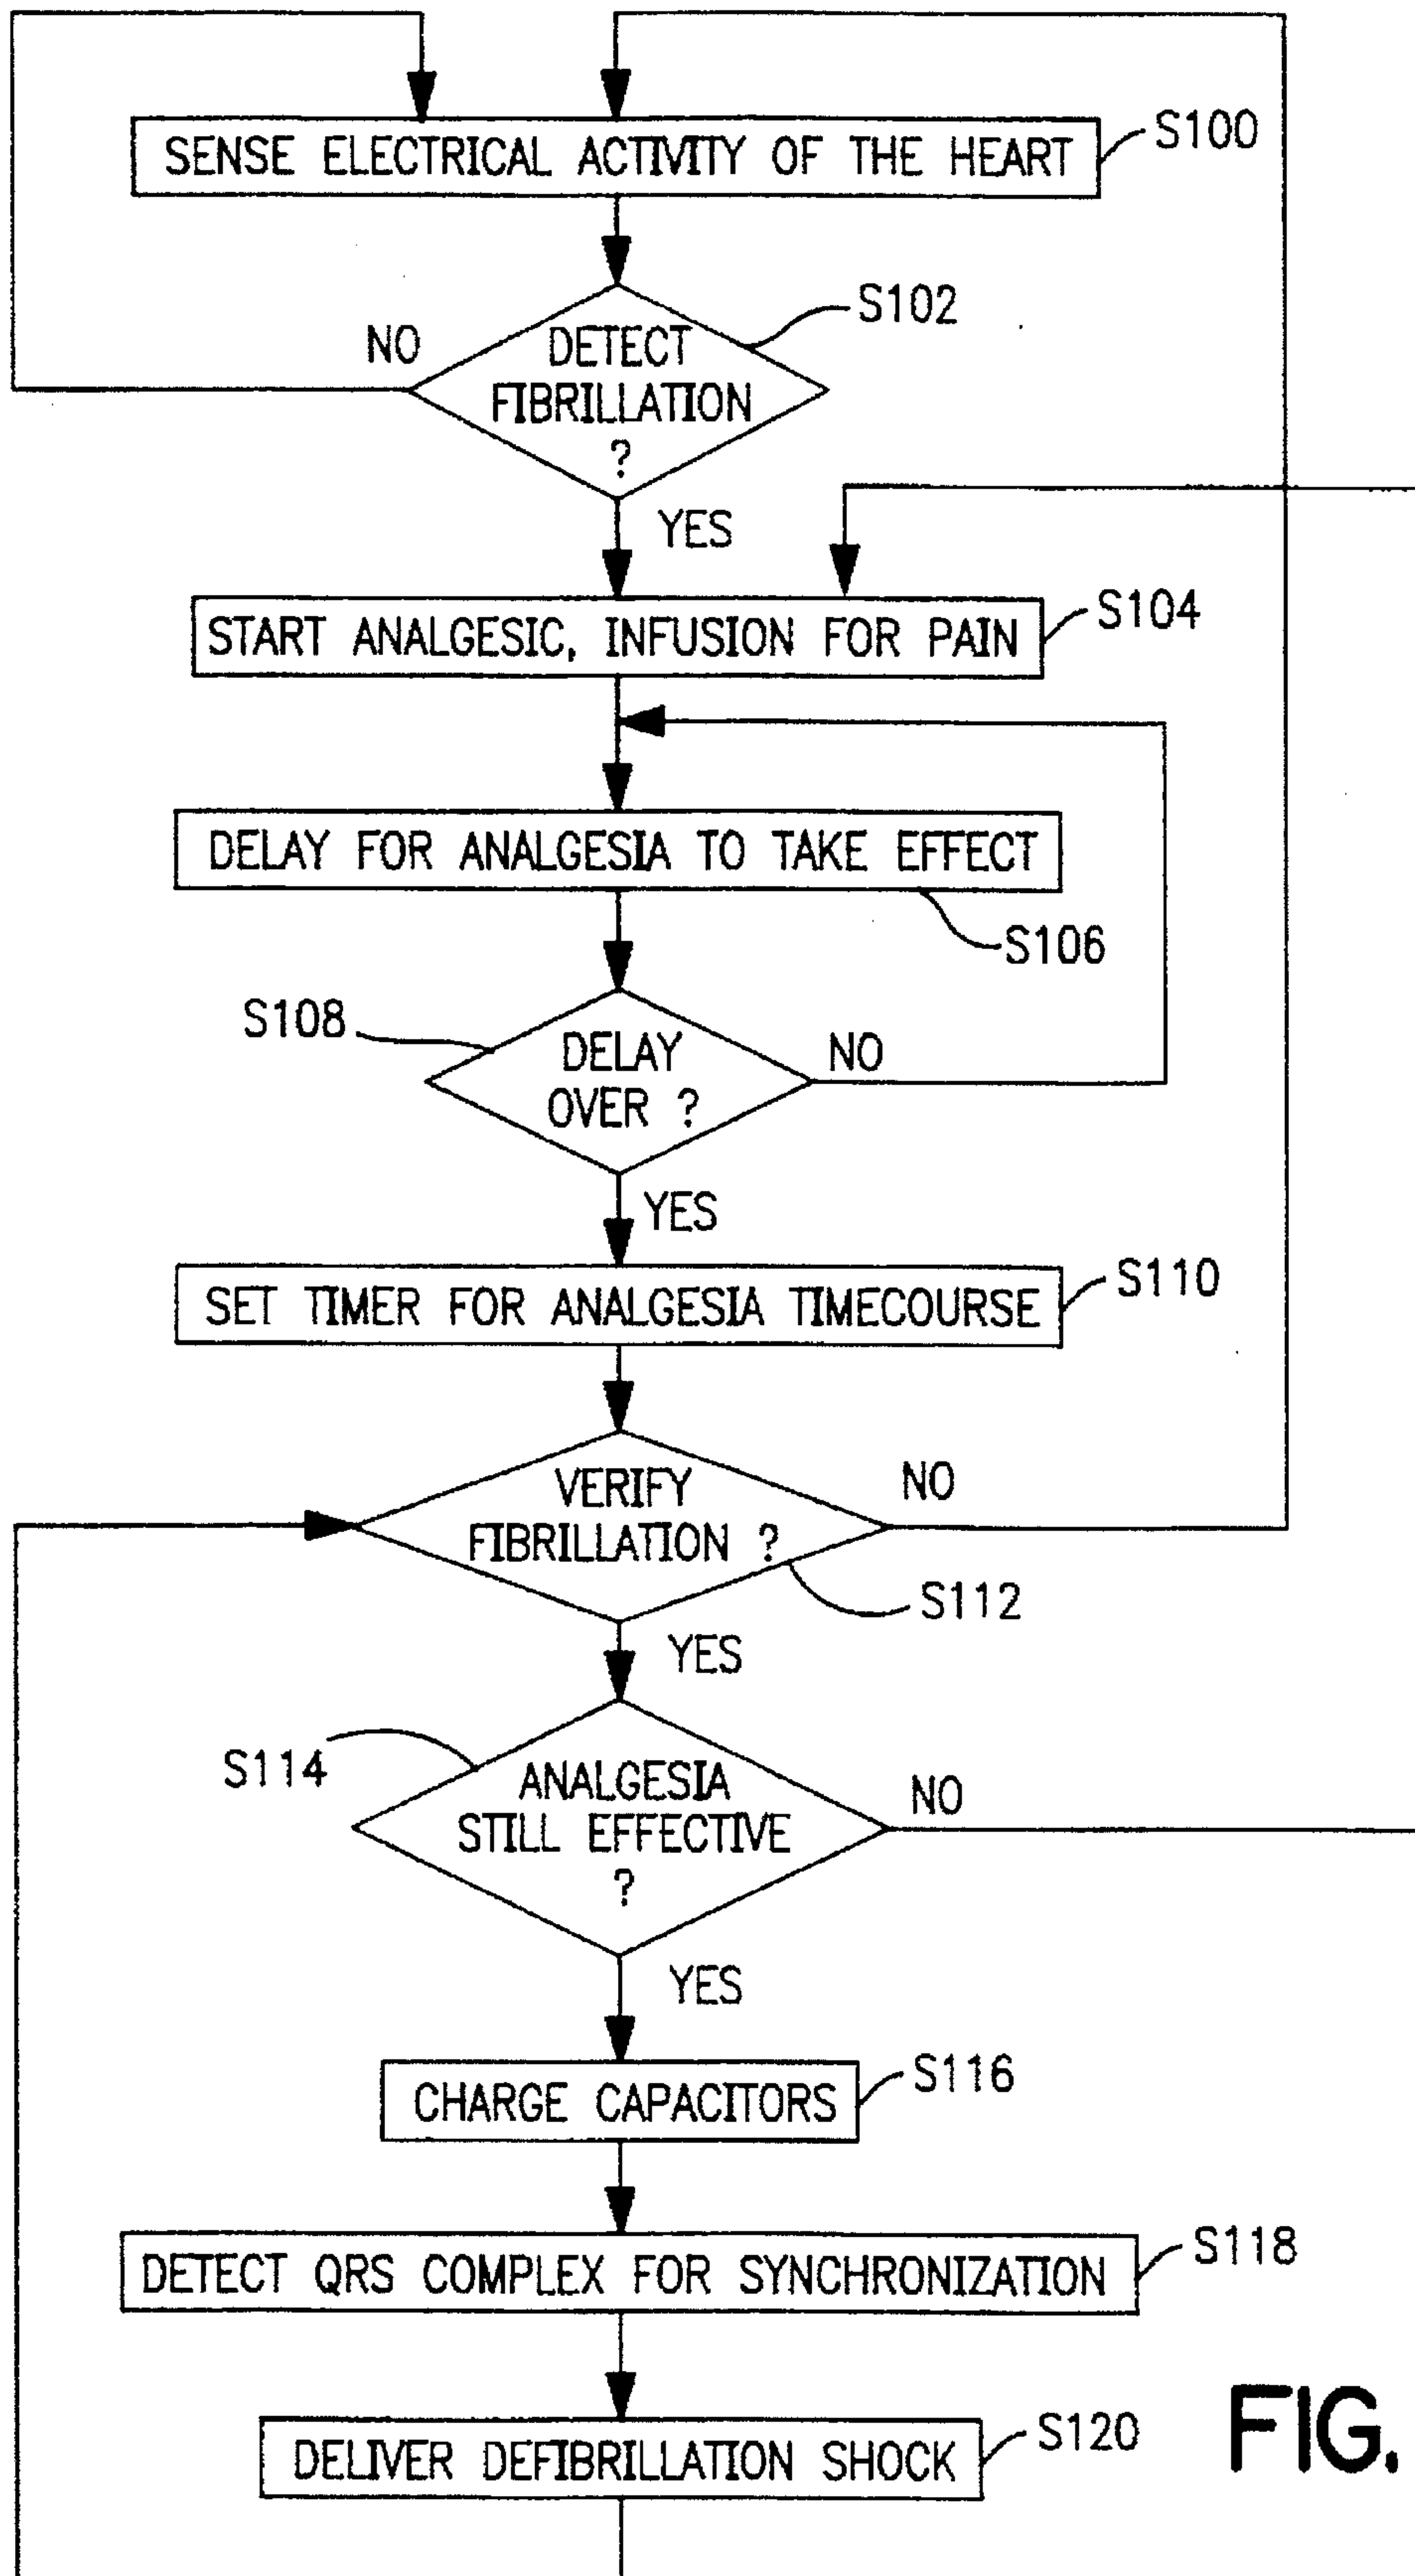 SENSE ELECTRICAL ACTIVITY OF THE HEART
S100
S102
NO
DETECT
FIBRILLATION
?
YES
START ANALGESIC, INFUSION FOR PAIN
S104
DELAY FOR ANALGESIA TO TAKE EFFECT
S106
S108
DELAY
OVER ?
NO
YES
SET TIMER FOR ANALGESIA TIMECOURSE
S110
VERIFY
FIBRILLATION ?
NO
S112
YES
S114
ANALGESIA
STILL EFFECTIVE
?
NO
YES
CHARGE CAPACITORS
S116
DETECT QRS COMPLEX FOR SYNCHRONIZATION
S118
DELIVER DEFIBRILLATION SHOCK
S120
FIG.